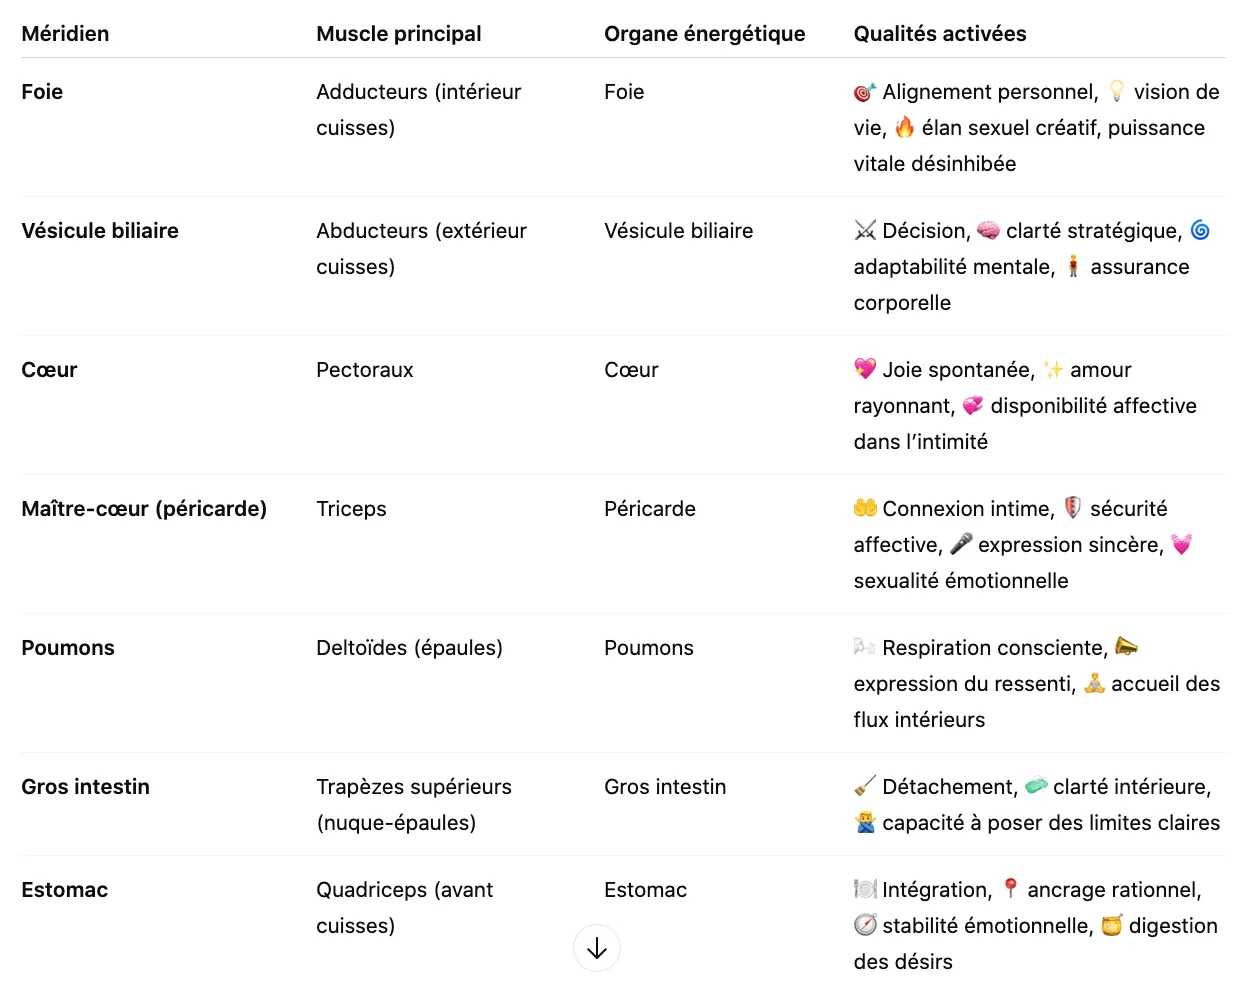 Méridien Muscle principal Organe énergétique Qualités activées
Foie Adducteurs (intérieur Foie 🎯 Alignement personnel, 💡 vision de
cuisses) vie, 🔥 élan sexuel créatif, puissance
vitale désinhibée
Vésicule biliaire Abducteurs (extérieur Vésicule biliaire ⚔️ Décision, 🧠 clarté stratégique, 🌀
cuisses) adaptabilité mentale, 🧍 assurance
corporelle
Cœur Pectoraux Cœur 💖 Joie spontanée, ✨ amour
rayonnant, 💞 disponibilité affective
dans l’intimité
Maître-cœur (péricarde) Triceps Péricarde 🤲 Connexion intime, 🛡️ sécurité
affective, 🎤 expression sincère, 💓
sexualité émotionnelle
Poumons Deltoïdes (épaules) Poumons 🌬️ Respiration consciente, 📣
expression du ressenti, 🧘 accueil des
flux intérieurs
Gros intestin Trapèzes supérieurs Gros intestin 🧹 Détachement, 🧼 clarté intérieure,
(nuque-épaules) 🙅‍♂️ capacité à poser des limites claires
Estomac Quadriceps (avant Estomac 🍽️ Intégration, 📍 ancrage rationnel,
cuisses) 🧭 stabilité émotionnelle, 🍯 digestion
des désirs